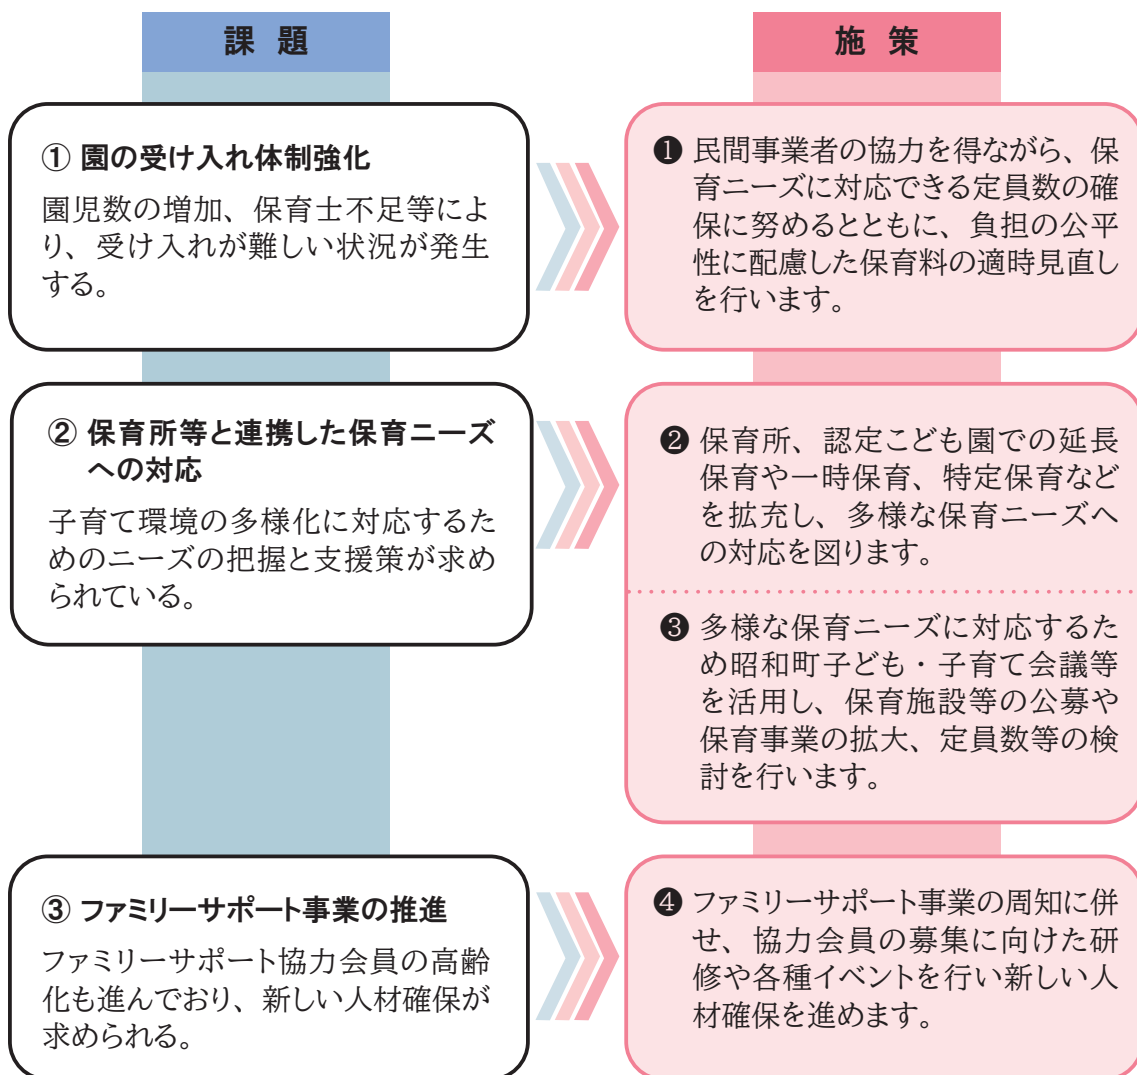 課 題
施 策
① 園の受け入れ体制強化
園児数の増加、保育士不足等によ
り、受け入れが難しい状況が発生
する。
❶ 民間事業者の協力を得ながら、保
育ニーズに対応できる定員数の確
保に努めるとともに、負担の公平
性に配慮した保育料の適時見直し
を行います。
② 保育所等と連携した保育ニーズ
への対応
子育て環境の多様化に対応するた
めのニーズの把握と支援策が求め
られている。
❷ 保育所、認定こども園での延長
保育や一時保育、特定保育など
を拡充し、多様な保育ニーズへ
の対応を図ります。
❸ 多様な保育ニーズに対応するた
め昭和町子ども・子育て会議等
を活用し、保育施設等の公募や
保育事業の拡大、定員数等の検
討を行います。
③ ファミリーサポート事業の推進
ファミリーサポート協力会員の高齢
化も進んでおり、新しい人材確保が
求められる。
❹ ファミリーサポート事業の周知に併
せ、協力会員の募集に向けた研
修や各種イベントを行い新しい人
材確保を進めます。